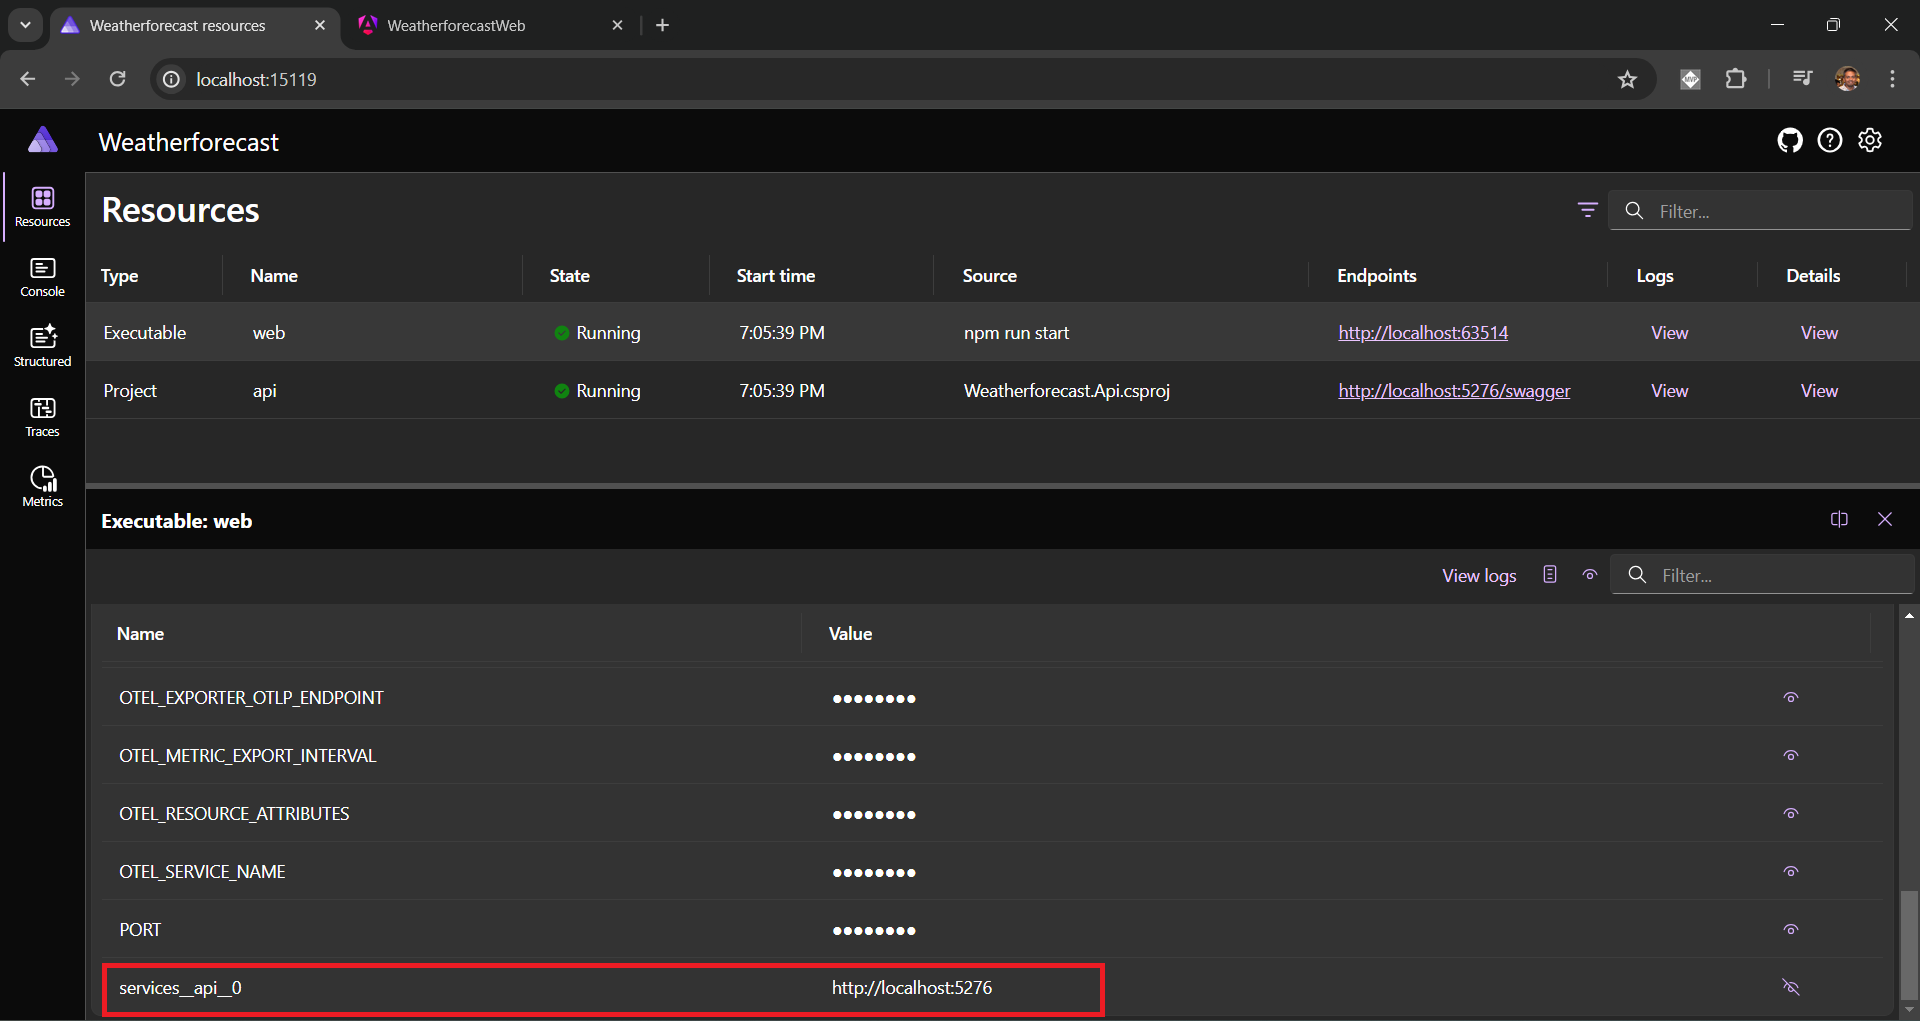 Weatherforecast resources
WeatherforecastWeb
localhost:15119
Weatherforecast
Resources
Console
Structured
Traces
Metrics
Resources
Filter...
Type Name State Start time Source Endpoints Logs Details
Executable web Running 7:05:39 PM npm run start http://localhost:63514 View View
Project api Running 7:05:39 PM Weatherforecast.Api.csproj http://localhost:5276/swagger View View
Executable: web
View logs Filter...
Name Value
OTEL_EXPORTER_OTLP_ENDPOINT ●●●●●●●●
OTEL_METRIC_EXPORT_INTERVAL ●●●●●●●●
OTEL_RESOURCE_ATTRIBUTES ●●●●●●●●
OTEL_SERVICE_NAME ●●●●●●●●
PORT ●●●●●●●●
services__api__0 http://localhost:5276